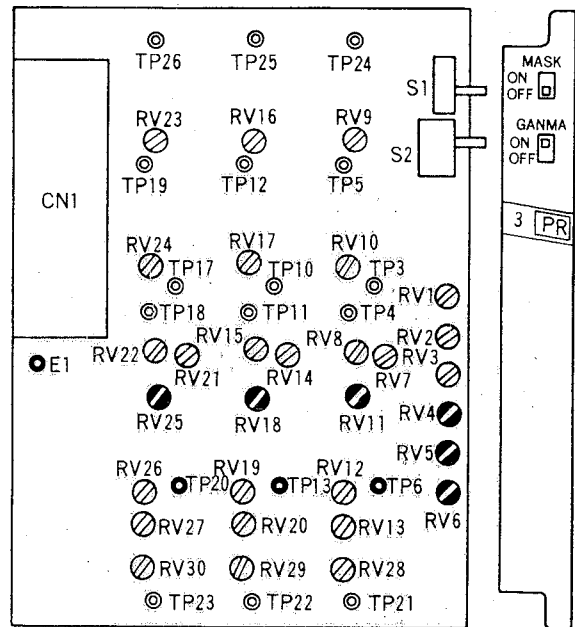 TP26 TP25 TP24
MASK
ON
OFF
S1
RV23 RV16 RV9
GANMA
ON
OFF
S2
TP19 TP12 TP5
CN1
3 PR
RV24 RV17 RV10
TP17 TP10 TP3
RV1
TP18 TP11 TP4
RV15 RV8 RV2
E1 RV22 RV3
RV21 RV14 RV7
RV25 RV18 RV11 RV4
RV5
RV26 RV19 RV12
TP20 TP13 TP6
RV6
RV27 RV20 RV13
RV30 RV29 RV28
TP23 TP22 TP21